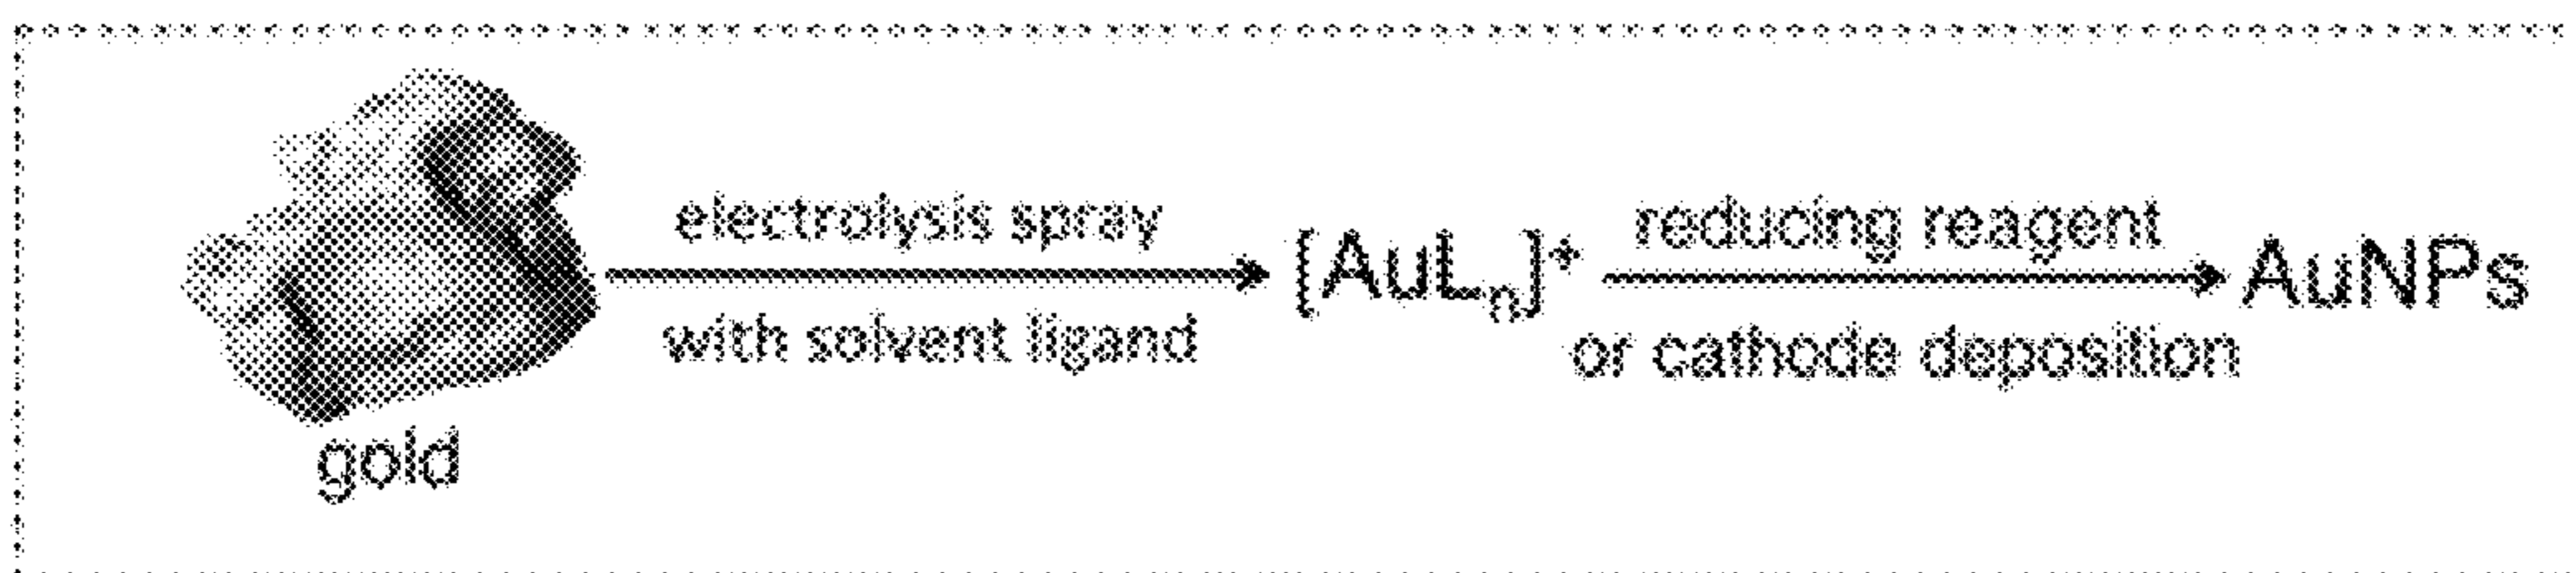 gold
electrolysis spray
with solvent ligand
[AuLₙ]⁺
reducing reagent
or cathode deposition
AuNPs